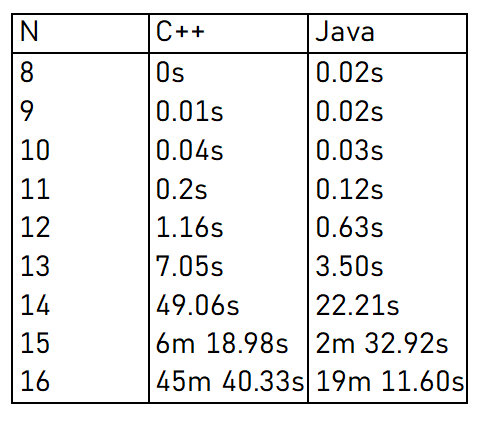 N C++ Java
8 0s 0.02s
9 0.01s 0.02s
10 0.04s 0.03s
11 0.2s 0.12s
12 1.16s 0.63s
13 7.05s 3.50s
14 49.06s 22.21s
15 6m 18.98s 2m 32.92s
16 45m 40.33s 19m 11.60s